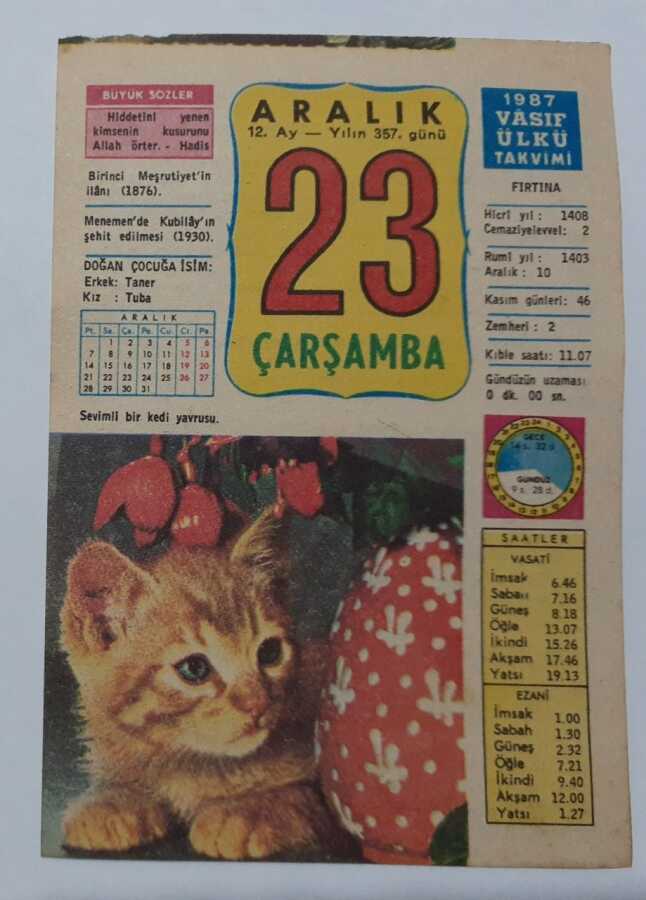 BÜYÜK SÖZLER
Hiddetini yenen
kimsenin kusurunu
Allah örter. - Hadis
Birinci Meşrutiyet'in
ilânı (1876).
Menemen'de Kubilây'ın
şehit edilmesi (1930).
DOĞAN ÇOCUĞA İSİM:
Erkek: Taner
Kız : Tuba
ARALIK
Pt. Sa. Ça. Pe. Cu. Ct. Pa.
1 2 3 4 5 6
7 8 9 10 11 12 13
14 15 16 17 18 19 20
21 22 23 24 25 26 27
28 29 30 31
Sevimli bir kedi yavrusu.
ARALIK
12. Ay — Yılın 357. günü
23
ÇARŞAMBA
1987
VÂSIF
ÜLKÜ
TAKVİMİ
FIRTINA
Hicrî yıl : 1408
Cemaziyelevvel: 2
Rumî yıl : 1403
Aralık : 10
Kasım günleri: 46
Zemheri : 2
Kıble saatı: 11.07
Gündüzün uzaması
0 dk. 00 sn.
GECE
14 s. 32 d.
GÜNDÜZ
9 s. 28 d.
SAATLER
VASATÎ
İmsak 6.46
Sabah 7.16
Güneş 8.18
Öğle 13.07
İkindi 15.26
Akşam 17.46
Yatsı 19.13
EZANÎ
İmsak 1.00
Sabah 1.30
Güneş 2.32
Öğle 7.21
İkindi 9.40
Akşam 12.00
Yatsı 1.27